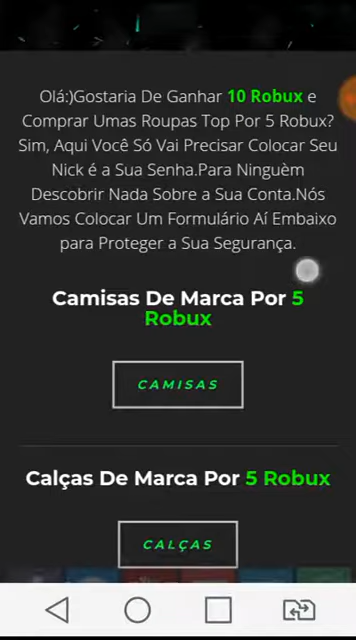 Olá:)Gostaria De Ganhar 10 Robux e
Comprar Umas Roupas Top Por 5 Robux?
Sim, Aqui Você Só Vai Precisar Colocar Seu
Nick é a Sua Senha.Para Ninguèm
Descobrir Nada Sobre a Sua Conta.Nós
Vamos Colocar Um Formulário Aí Embaixo
para Proteger a Sua Segurança.
Camisas De Marca Por 5
Robux
CAMISAS
Calças De Marca Por 5 Robux
CALÇAS